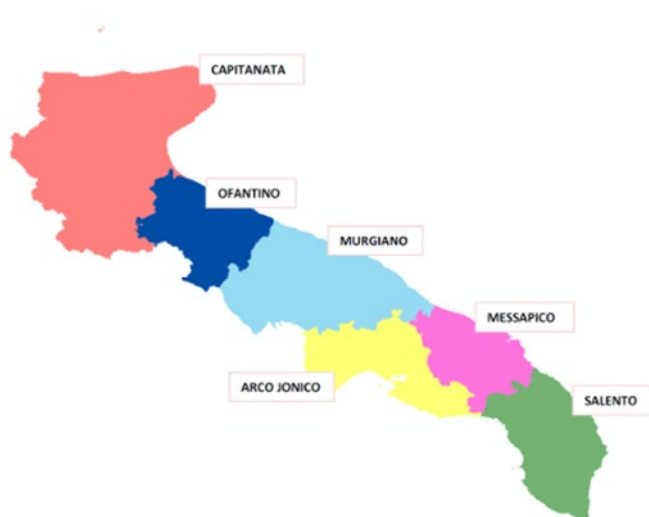 CAPITANATA
OFANTINO
MURGIANO
MESSAPICO
ARCO JONICO
SALENTO